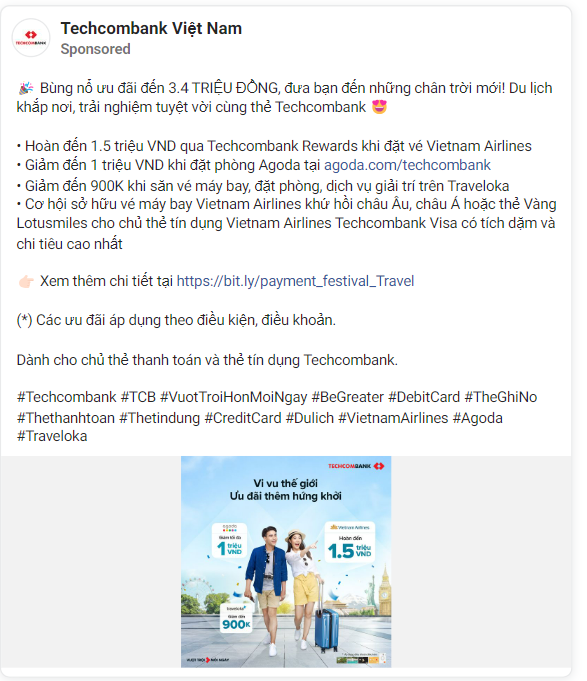 TECHCOMBANK
Techcombank Việt Nam
Sponsored
🎉 Bùng nổ ưu đãi đến 3.4 TRIỆU ĐỒNG, đưa bạn đến những chân trời mới! Du lịch
khắp nơi, trải nghiệm tuyệt vời cùng thẻ Techcombank 😍
• Hoàn đến 1.5 triệu VND qua Techcombank Rewards khi đặt vé Vietnam Airlines
• Giảm đến 1 triệu VND khi đặt phòng Agoda tại agoda.com/techcombank
• Giảm đến 900K khi săn vé máy bay, đặt phòng, dịch vụ giải trí trên Traveloka
• Cơ hội sở hữu vé máy bay Vietnam Airlines khứ hồi châu Âu, châu Á hoặc thẻ Vàng
Lotusmiles cho chủ thẻ tín dụng Vietnam Airlines Techcombank Visa có tích dặm và
chi tiêu cao nhất
👉🏻 Xem thêm chi tiết tại https://bit.ly/payment_festival_Travel
(*) Các ưu đãi áp dụng theo điều kiện, điều khoản.
Dành cho chủ thẻ thanh toán và thẻ tín dụng Techcombank.
#Techcombank #TCB #VuotTroiHonMoiNgay #BeGreater #DebitCard #TheGhiNo
#Thethanhtoan #Thetindung #CreditCard #Dulich #VietnamAirlines #Agoda
#Traveloka
TECHCOMBANK
Vi vu thế giới
Ưu đãi thêm hứng khởi
agoda
Giảm tối đa
1 triệu
VND
Vietnam Airlines
Hoàn đến
1.5 triệu
VND
traveloka
Giảm đến
900K
VƯỢT TRỘI HƠN MỖI NGÀY